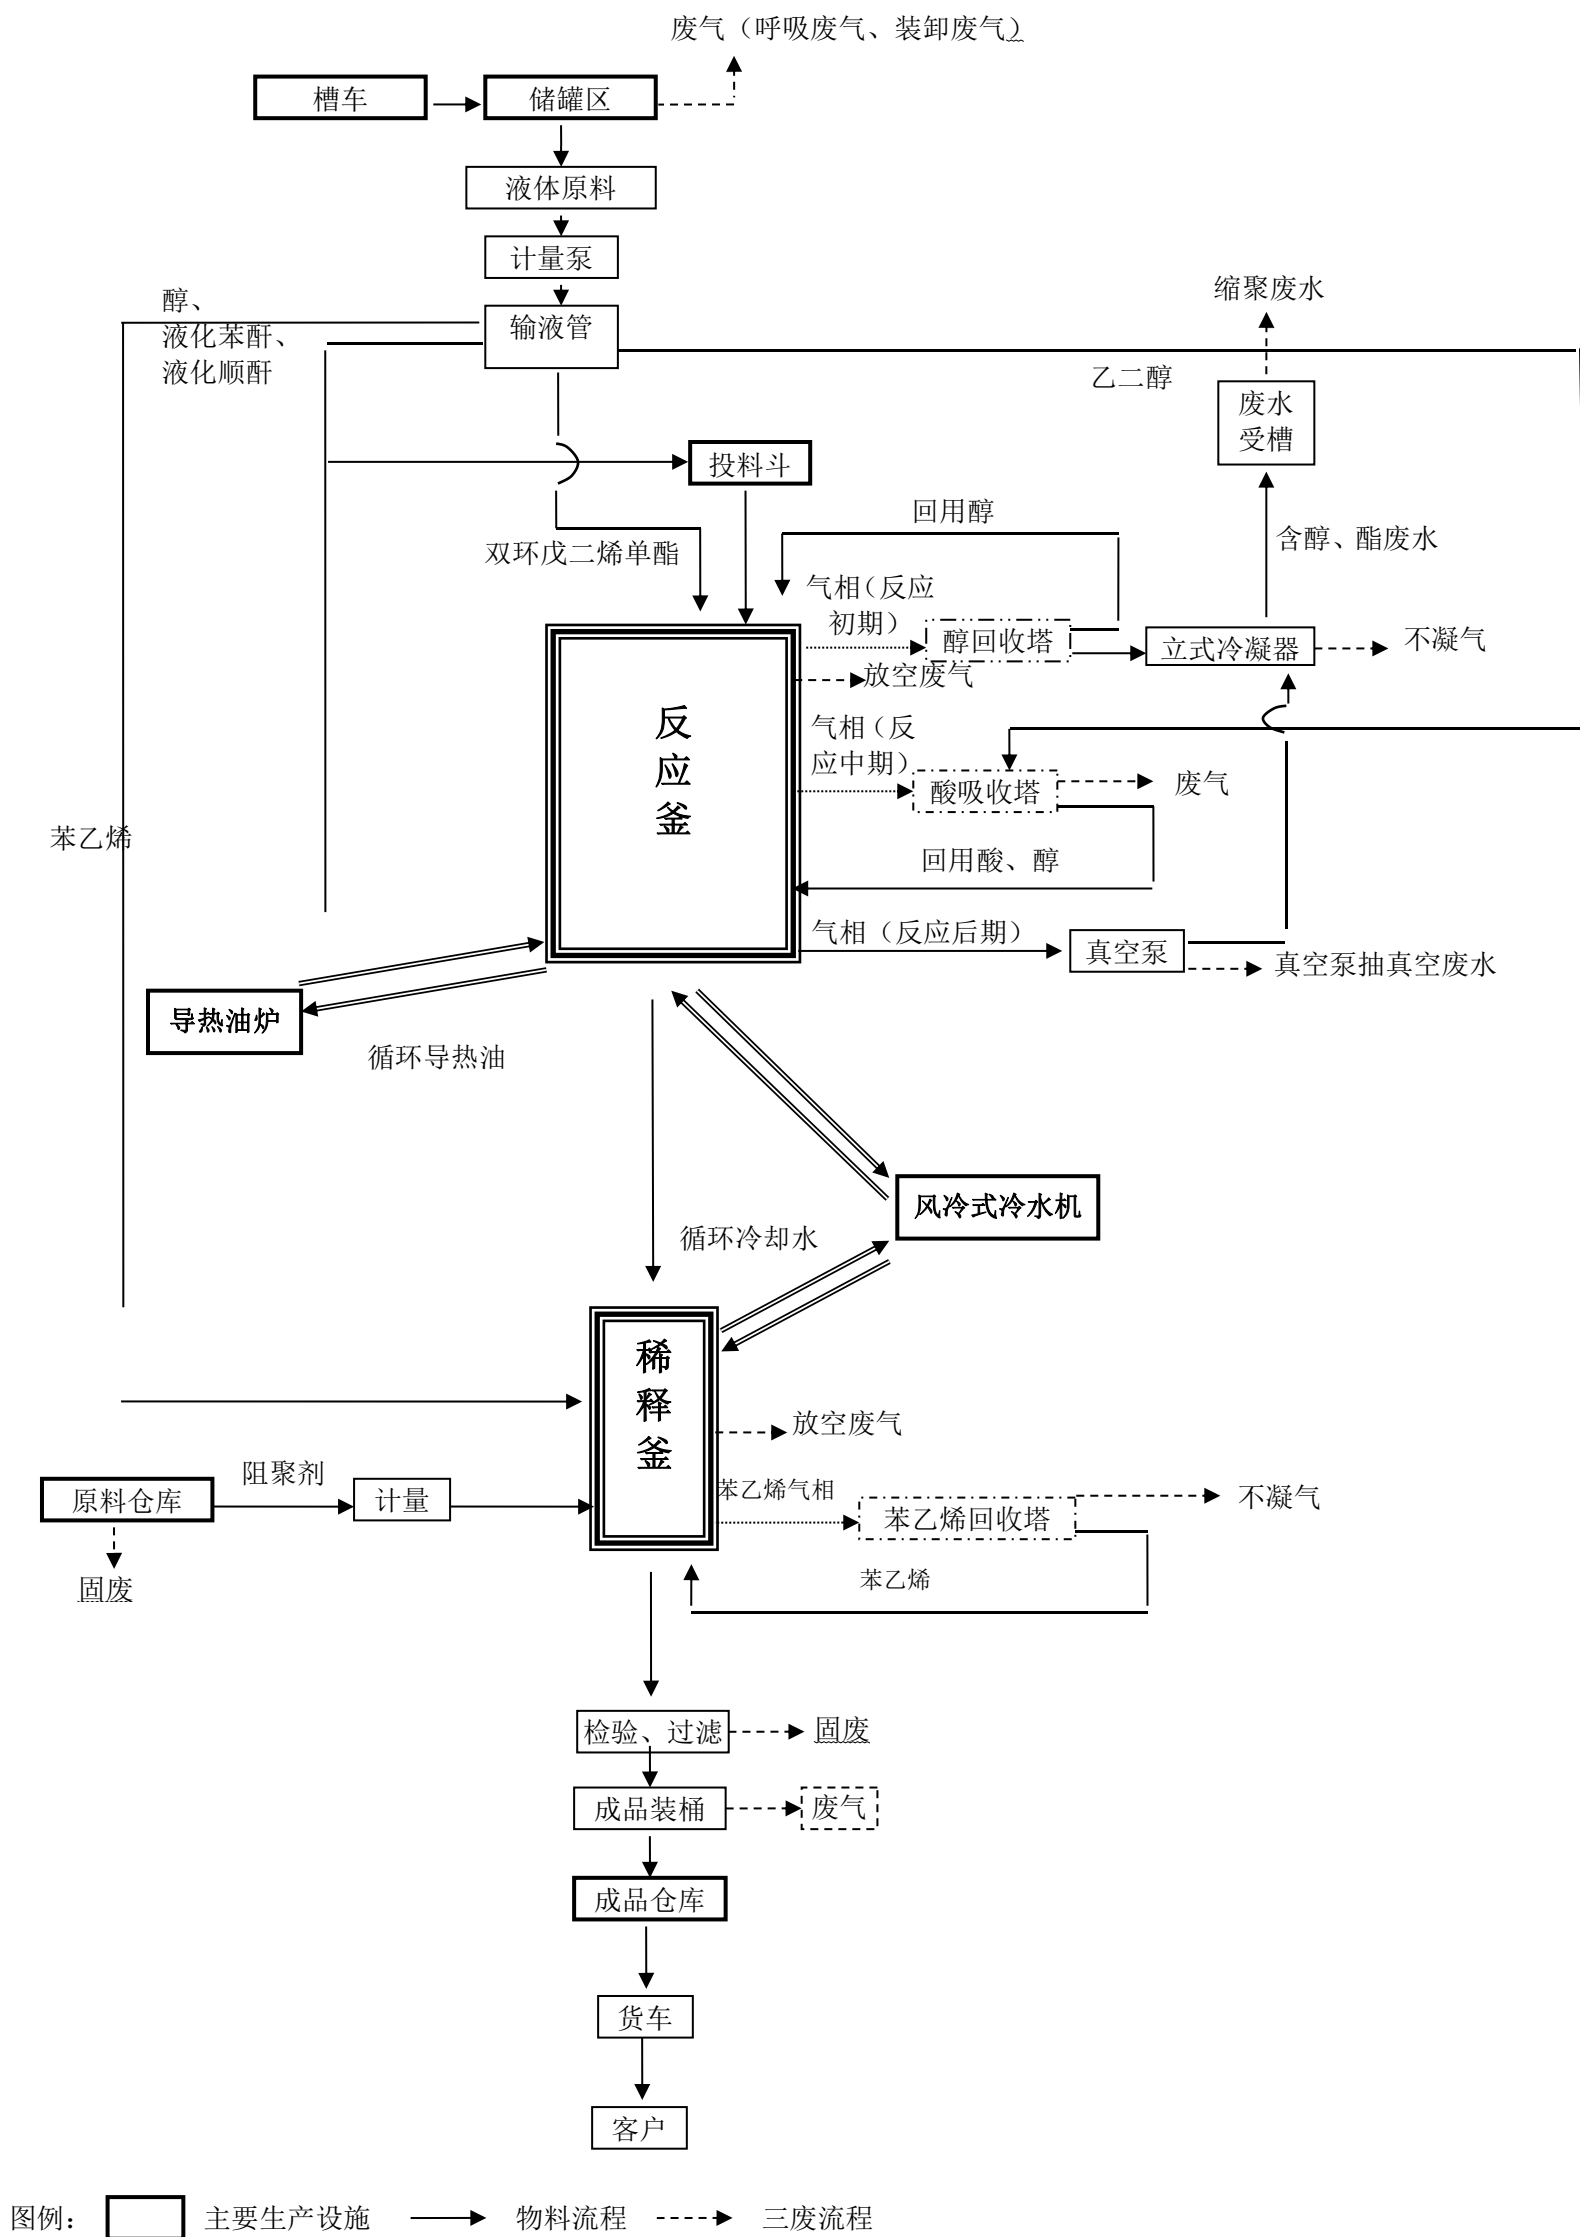 废气（呼吸废气、装卸废气）
槽车
储罐区
液体原料
计量泵
醇、
液化苯酐、
液化顺酐
输液管
缩聚废水
乙二醇
废水
受槽
投料斗
回用醇
含醇、酯废水
双环戊二烯单酯
气相（反应
初期）
醇回收塔
立式冷凝器
不凝气
放空废气
反
应
釜
气相（反
应中期）
酸吸收塔
废气
苯乙烯
回用酸、醇
气相（反应后期）
真空泵
真空泵抽真空废水
导热油炉
循环导热油
风冷式冷水机
循环冷却水
稀
释
釜
放空废气
阻聚剂
原料仓库
计量
苯乙烯气相
苯乙烯回收塔
不凝气
固废
苯乙烯
检验、过滤
固废
成品装桶
废气
成品仓库
货车
客户
图例：
主要生产设施
物料流程
三废流程